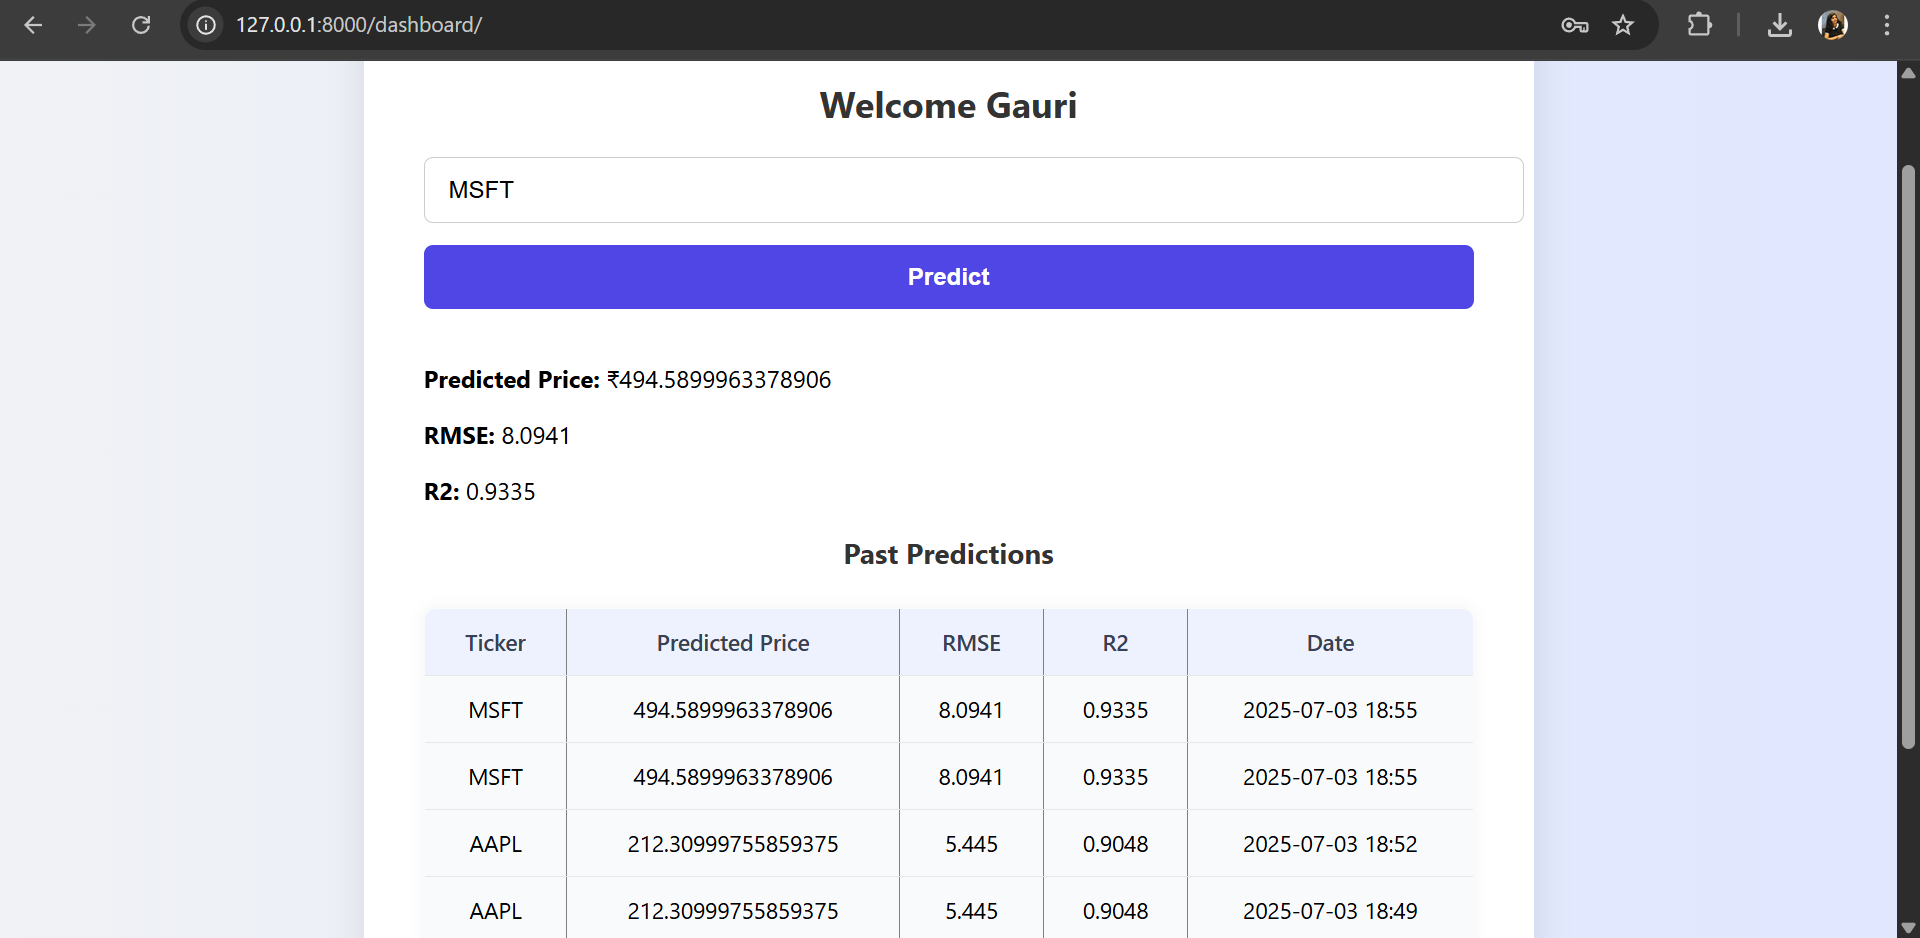 127.0.0.1:8000/dashboard/
Welcome Gauri
MSFT
Predict
Predicted Price: ₹494.5899963378906
RMSE: 8.0941
R2: 0.9335
Past Predictions
Ticker Predicted Price RMSE R2 Date
MSFT 494.5899963378906 8.0941 0.9335 2025-07-03 18:55
MSFT 494.5899963378906 8.0941 0.9335 2025-07-03 18:55
AAPL 212.30999755859375 5.445 0.9048 2025-07-03 18:52
AAPL 212.30999755859375 5.445 0.9048 2025-07-03 18:49